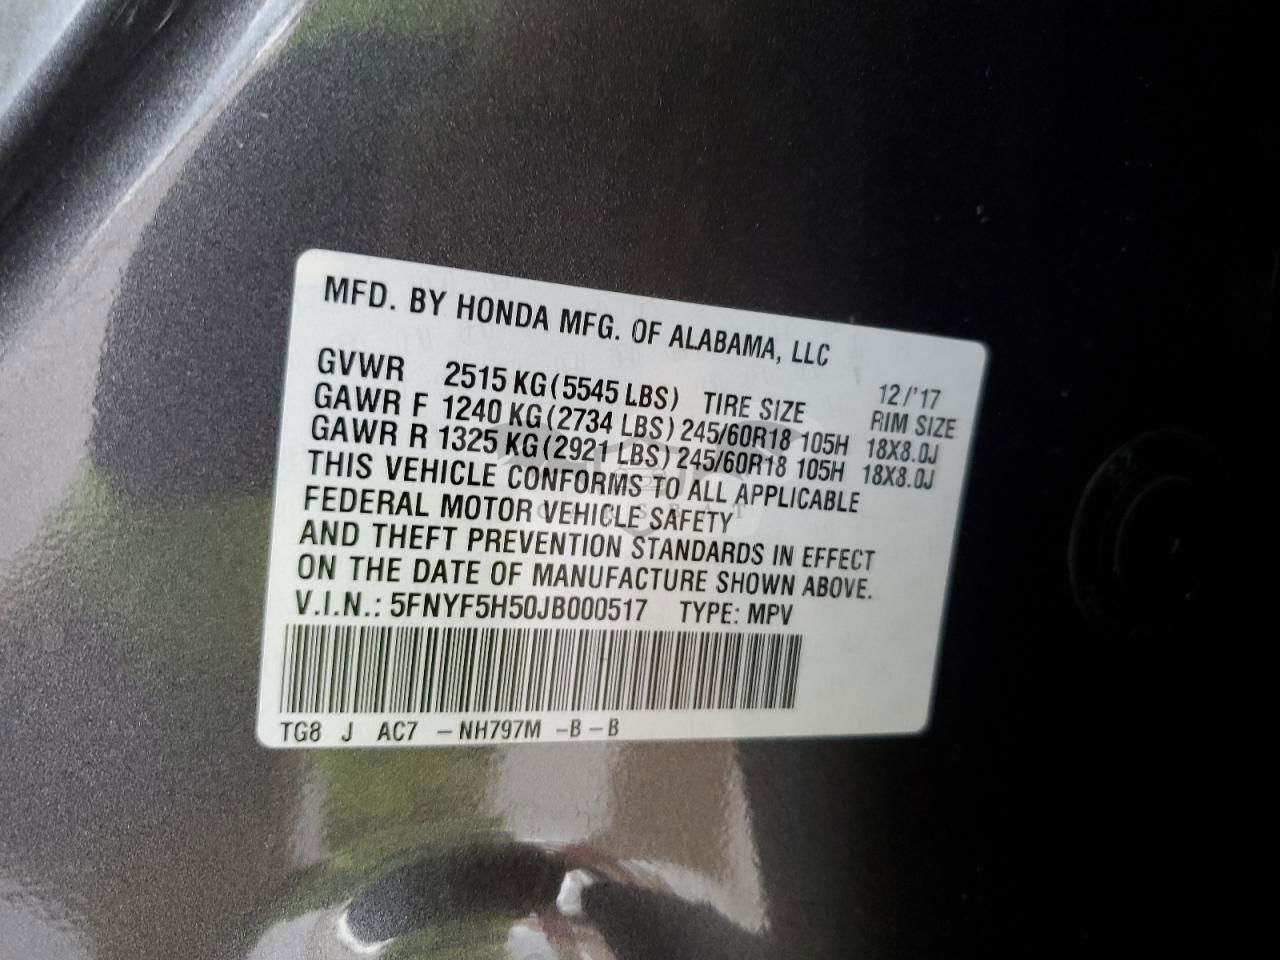 MFD. BY HONDA MFG. OF ALABAMA, LLC
12/'17
GVWR 2515 KG(5545 LBS) TIRE SIZE RIM SIZE
GAWR F 1240 KG(2734 LBS) 245/60R18 105H 18X8.0J
GAWR R 1325 KG(2921 LBS) 245/60R18 105H 18X8.0J
THIS VEHICLE CONFORMS TO ALL APPLICABLE
FEDERAL MOTOR VEHICLE SAFETY
AND THEFT PREVENTION STANDARDS IN EFFECT
ON THE DATE OF MANUFACTURE SHOWN ABOVE.
V.I.N.: 5FNYF5H50JB000517 TYPE: MPV
TG8 J AC7 -NH797M -B -B